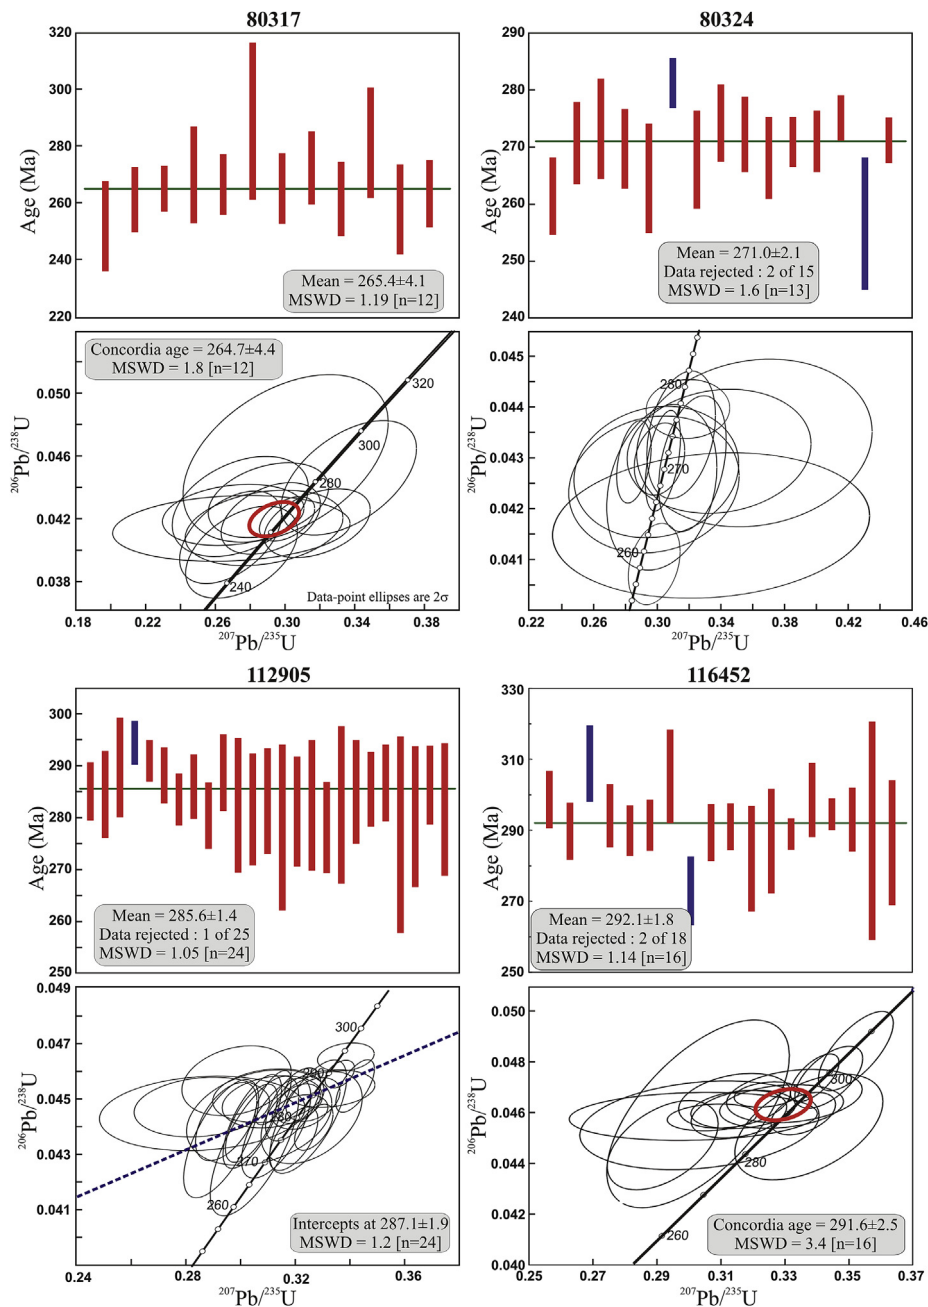 80317
320
300
280
260
240
220
Age (Ma)
Mean = 265.4±4.1
MSWD = 1.19 [n=12]
80324
290
280
270
260
250
240
Age (Ma)
Mean = 271.0±2.1
Data rejected : 2 of 15
MSWD = 1.6 [n=13]
Concordia age = 264.7±4.4
MSWD = 1.8 [n=12]
0.050
0.046
0.042
0.038
206Pb/238U
320
300
280
240
Data-point ellipses are 2σ
0.18
0.22
0.26
0.30
0.34
0.38
207Pb/235U
0.045
0.044
0.043
0.042
0.041
206Pb/238U
280
270
260
0.22
0.26
0.30
0.34
0.38
0.42
0.46
207Pb/235U
112905
300
290
280
270
260
250
Age (Ma)
Mean = 285.6±1.4
Data rejected : 1 of 25
MSWD = 1.05 [n=24]
116452
330
310
290
270
250
Age (Ma)
Mean = 292.1±1.8
Data rejected : 2 of 18
MSWD = 1.14 [n=16]
0.049
0.047
0.045
0.043
0.041
206Pb/238U
300
290
280
270
260
Intercepts at 287.1±1.9
MSWD = 1.2 [n=24]
0.24
0.28
0.32
0.36
207Pb/235U
0.050
0.048
0.046
0.044
0.042
0.040
206Pb/238U
300
280
260
Concordia age = 291.6±2.5
MSWD = 3.4 [n=16]
0.25
0.27
0.29
0.31
0.33
0.35
0.37
207Pb/235U